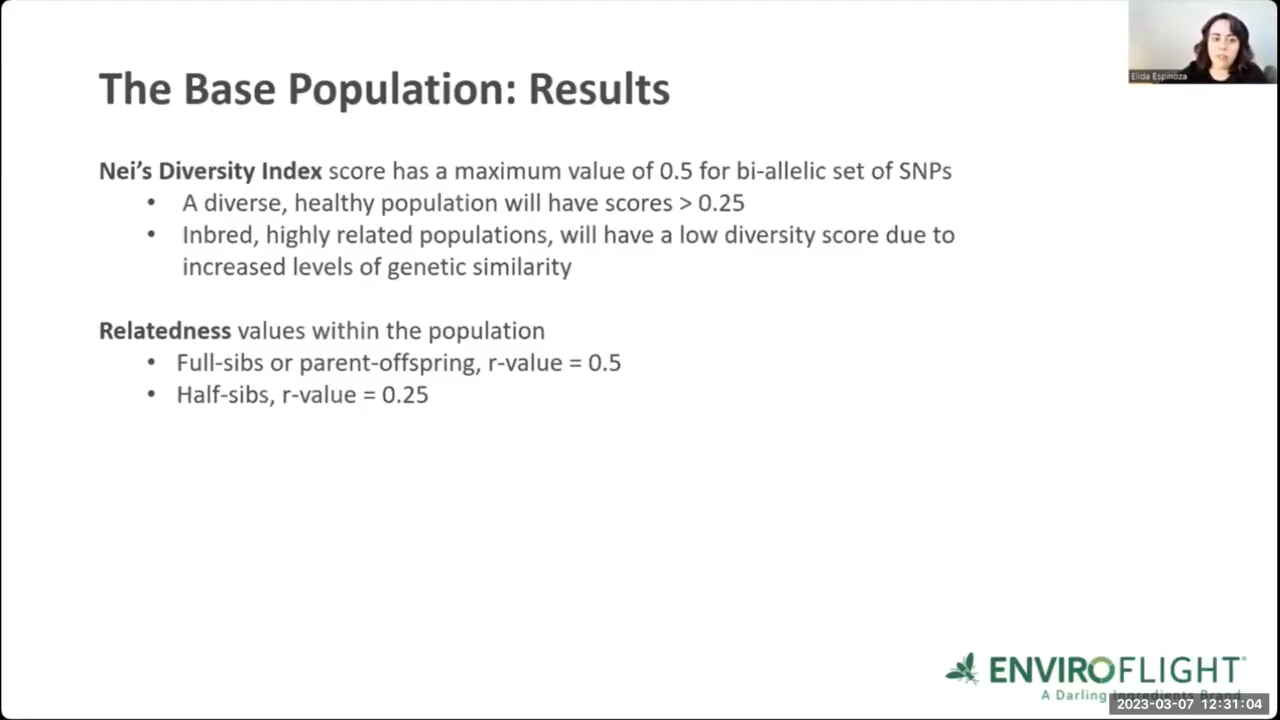 Elida Espinoza
The Base Population: Results
Nei's Diversity Index score has a maximum value of 0.5 for bi-allelic set of SNPs
• A diverse, healthy population will have scores > 0.25
• Inbred, highly related populations, will have a low diversity score due to
increased levels of genetic similarity
Relatedness values within the population
• Full-sibs or parent-offspring, r-value = 0.5
• Half-sibs, r-value = 0.25
ENVIROFLIGHT
A Darling Ingredients Brand
2023-03-07 12:31:04